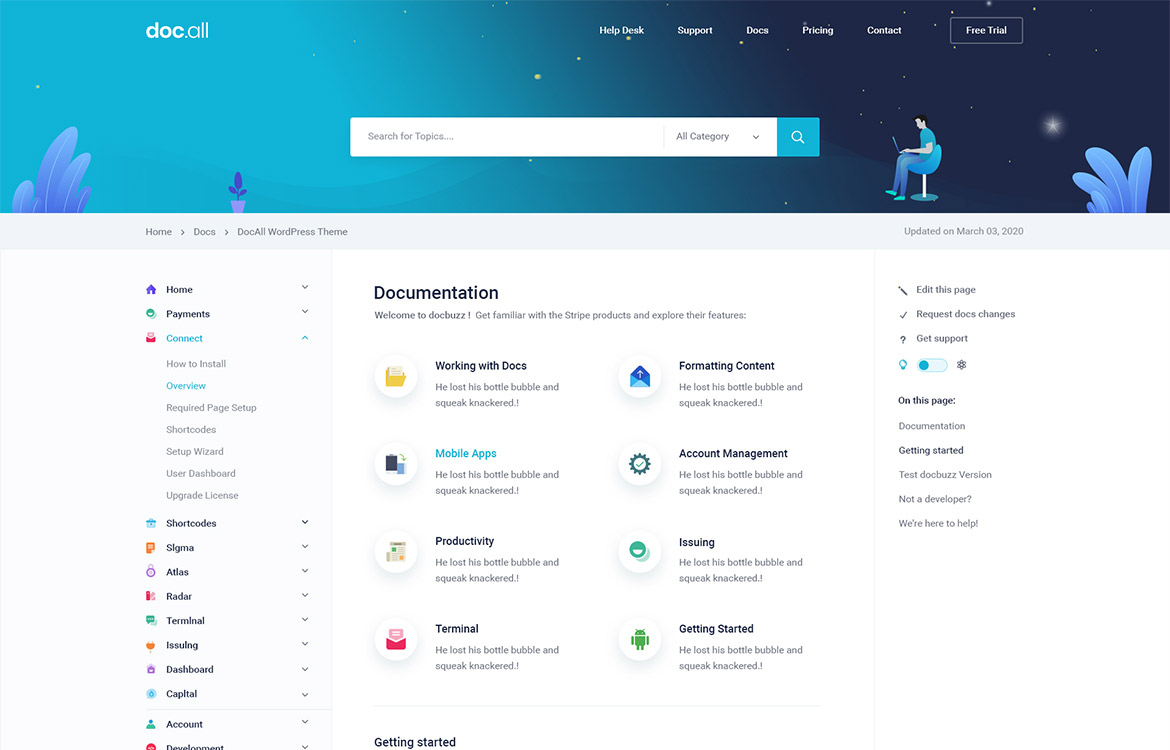 doc.all
Help Desk
Support
Docs
Pricing
Contact
Free Trial
Search for Topics....
All Category
Home > Docs > DocAll WordPress Theme
Updated on March 03, 2020
Home
Payments
Connect
How to Install
Overview
Required Page Setup
Shortcodes
Setup Wizard
User Dashboard
Upgrade License
Shortcodes
SIgma
Atlas
Radar
TermInal
IssuIng
Dashboard
CapItal
Account
Development
Documentation
Welcome to docbuzz ! Get familiar with the Stripe products and explore their features:
Working with Docs
He lost his bottle bubble and
squeak knackered.!
Formatting Content
He lost his bottle bubble and
squeak knackered.!
Mobile Apps
He lost his bottle bubble and
squeak knackered.!
Account Management
He lost his bottle bubble and
squeak knackered.!
Productivity
He lost his bottle bubble and
squeak knackered.!
Issuing
He lost his bottle bubble and
squeak knackered.!
Terminal
He lost his bottle bubble and
squeak knackered.!
Getting Started
He lost his bottle bubble and
squeak knackered.!
Getting started
Edit this page
Request docs changes
? Get support
On this page:
Documentation
Getting started
Test docbuzz Version
Not a developer?
We're here to help!